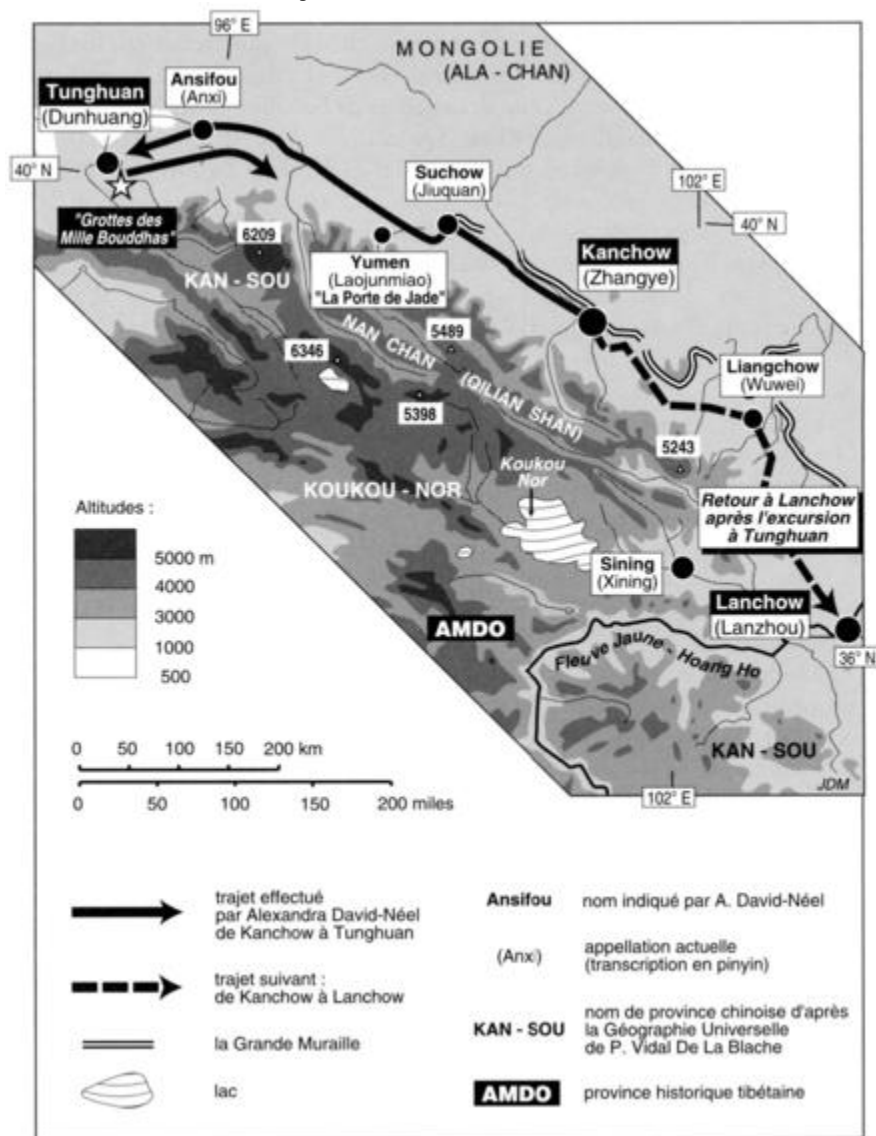 96° E
MONGOLIE
(ALA - CHAN)
Ansifou
(Anxi)
Tunghuan
(Dunhuang)
40° N
Suchow
(Jiuquan)
102° E
40° N
"Grottes des
Mille Bouddhas"
6209
KAN - SOU
Yumen
(Laojunmiao)
"La Porte de Jade"
Kanchow
(Zhangye)
NAN CHAN
(QILIAN SHAN)
5489
6346
5398
Liangchow
(Wuwei)
5243
KOUKOU - NOR
Koukou
Nor
Retour à Lanchow
après l'excursion
à Tunghuan
Altitudes :
5000 m
4000
3000
1000
500
Sining
(Xining)
Lanchow
(Lanzhou)
36° N
AMDO
Fleuve Jaune - Hoang Ho
KAN - SOU
JDM
102° E
0 50 100 150 200 km
0 50 100 150 200 miles
trajet effectué
par Alexandra David-Néel
de Kanchow à Tunghuan
trajet suivant :
de Kanchow à Lanchow
la Grande Muraille
lac
Ansifou nom indiqué par A. David-Néel
(Anxi) appellation actuelle
(transcription en pinyin)
KAN - SOU nom de province chinoise d'après
la Géographie Universelle
de P. Vidal De La Blache
AMDO province historique tibétaine